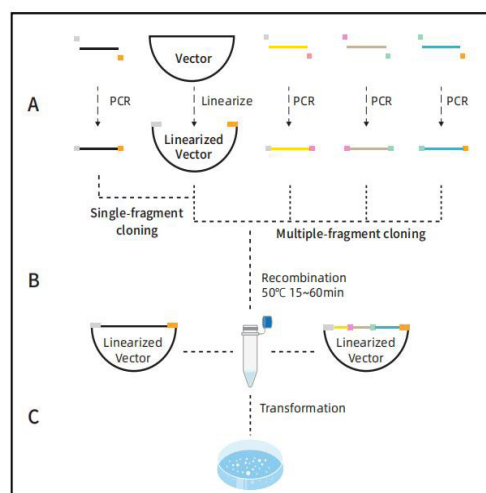 Vector
A
PCR
Linearize
PCR
PCR
PCR
Linearized
Vector
Single-fragment
cloning
Multiple-fragment cloning
B
Recombination
50℃ 15~60min
Linearized
Vector
Linearized
Vector
C
Transformation